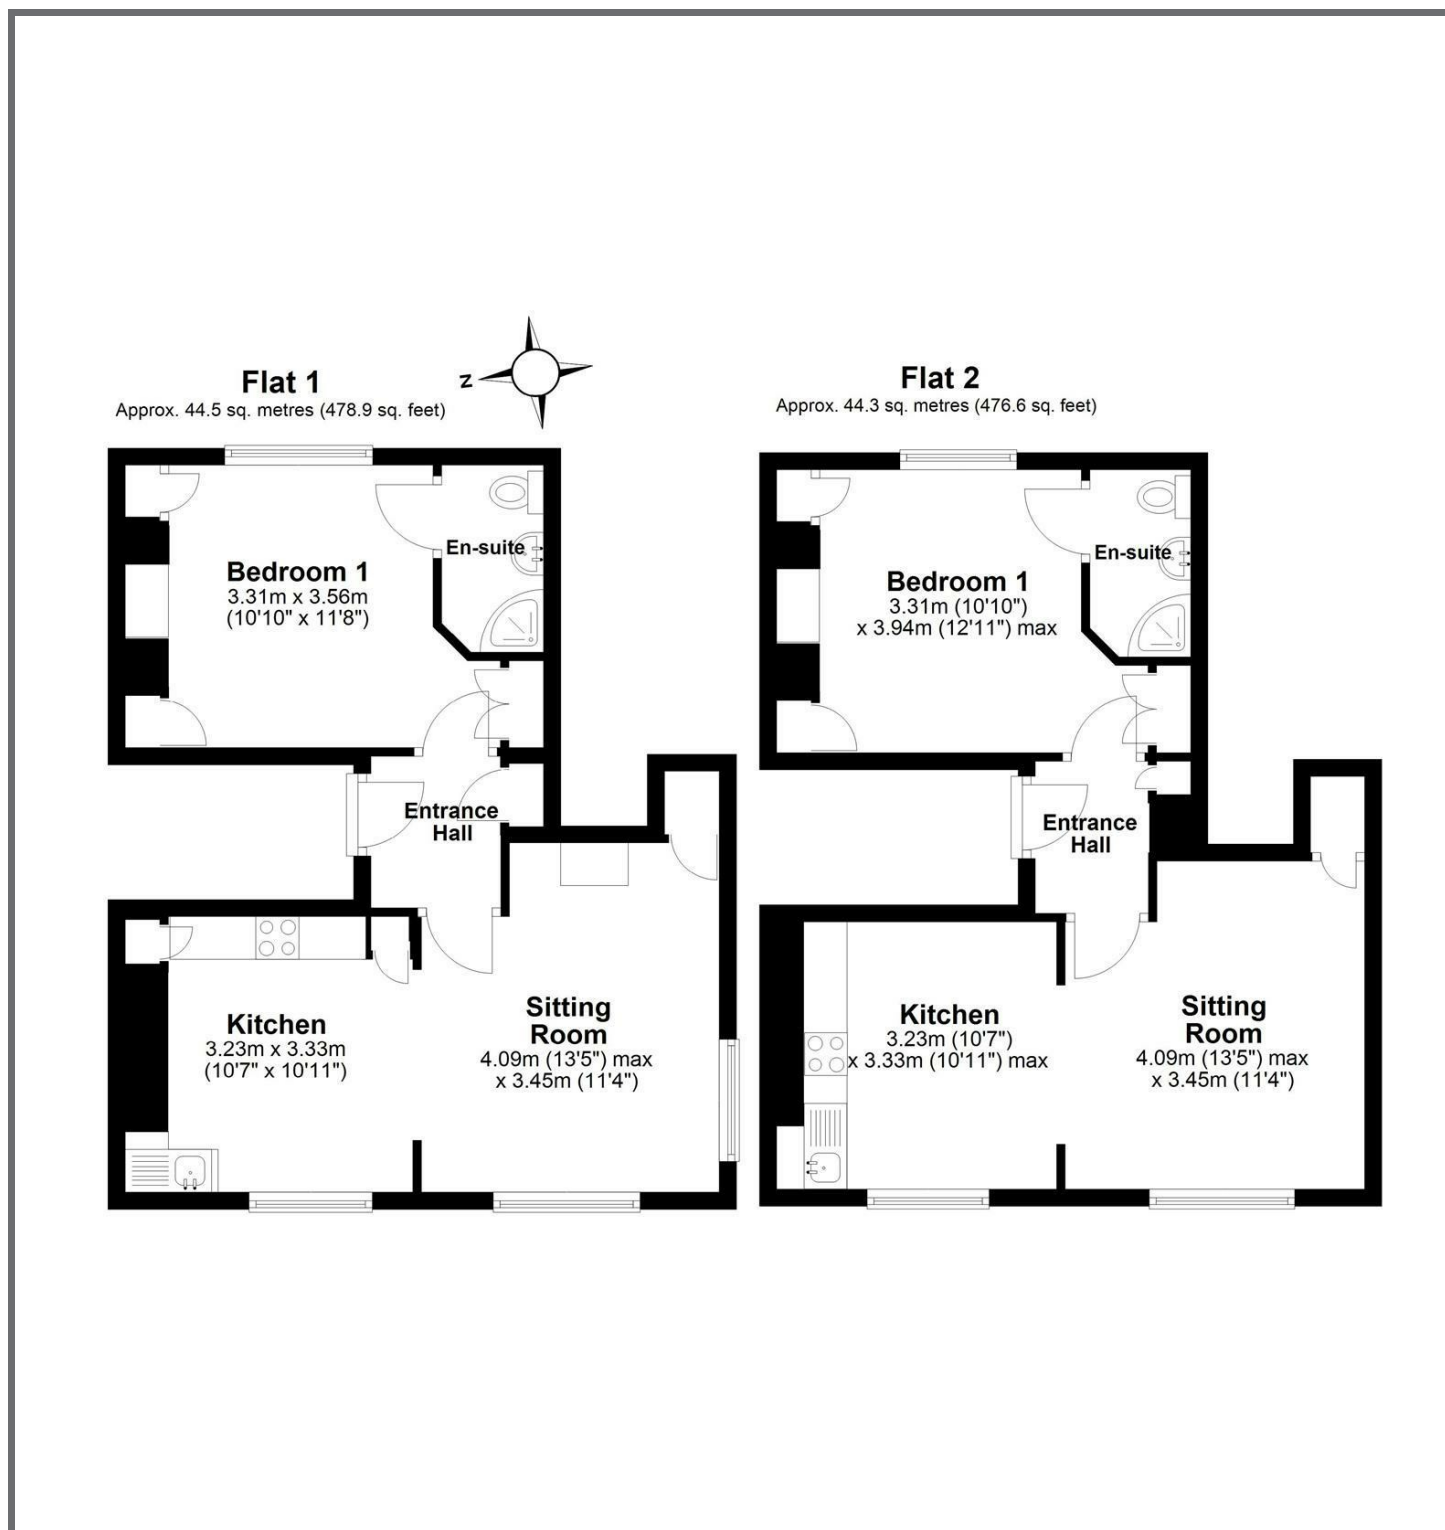 Flat 1
Approx. 44.5 sq. metres (478.9 sq. feet)
N
Bedroom 1
3.31m x 3.56m
(10'10" x 11'8")
En-suite
Entrance
Hall
Kitchen
3.23m x 3.33m
(10'7" x 10'11")
Sitting
Room
4.09m (13'5") max
x 3.45m (11'4")
Flat 2
Approx. 44.3 sq. metres (476.6 sq. feet)
Bedroom 1
3.31m (10'10")
x 3.94m (12'11") max
En-suite
Entrance
Hall
Kitchen
3.23m (10'7")
x 3.33m (10'11") max
Sitting
Room
4.09m (13'5") max
x 3.45m (11'4")